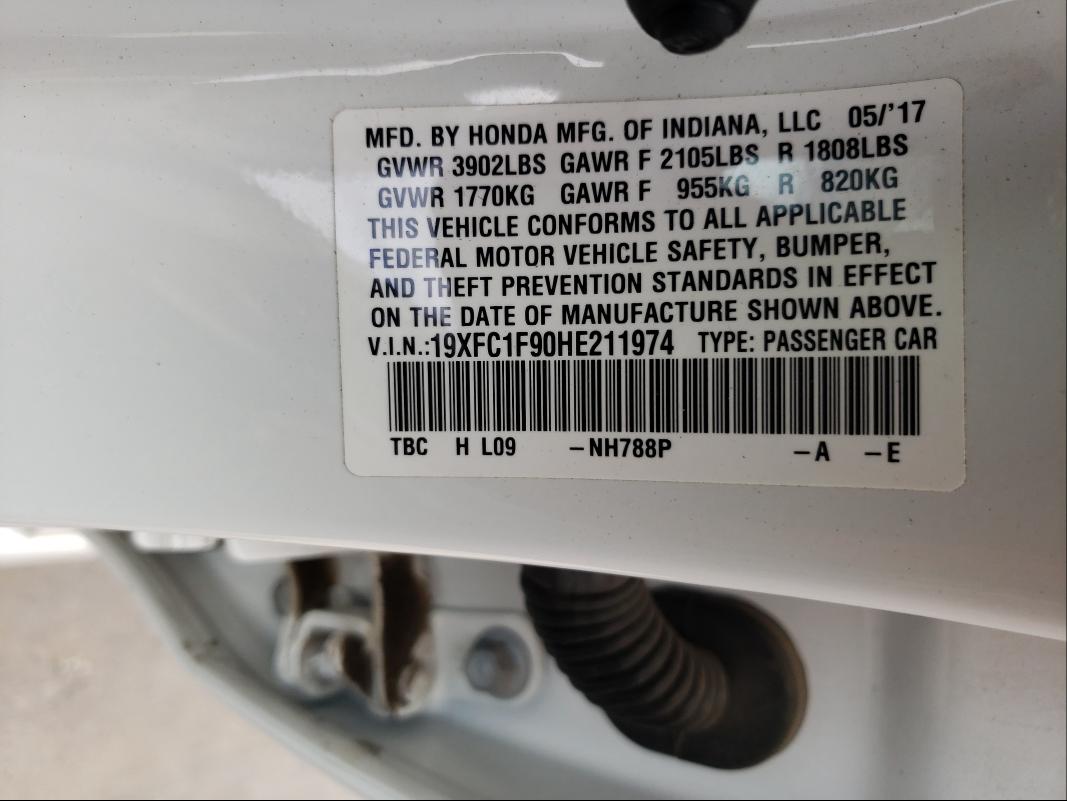 MFD. BY HONDA MFG. OF INDIANA, LLC 05/'17
GVWR 3902LBS GAWR F 2105LBS R 1808LBS
GVWR 1770KG GAWR F 955KG R 820KG
THIS VEHICLE CONFORMS TO ALL APPLICABLE
FEDERAL MOTOR VEHICLE SAFETY, BUMPER,
AND THEFT PREVENTION STANDARDS IN EFFECT
ON THE DATE OF MANUFACTURE SHOWN ABOVE.
V.I.N.:19XFC1F90HE211974 TYPE: PASSENGER CAR
TBC H L09 –NH788P –A –E